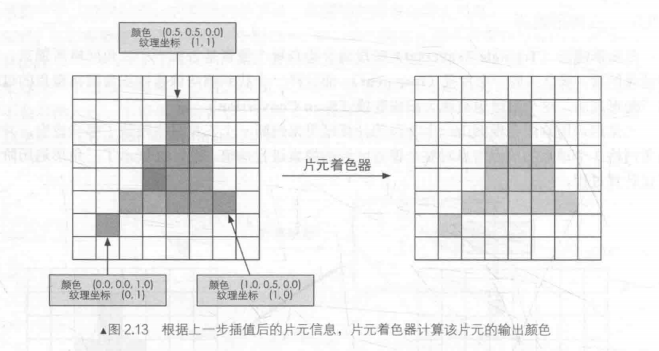 颜色 (0.5, 0.5, 0.0)
纹理坐标 (1, 1)
片元着色器
颜色 (0.0, 0.0, 1.0)
纹理坐标 (0, 1)
颜色 (1.0, 0.5, 0.0)
纹理坐标 (1, 0)
▲图 2.13 根据上一步插值后的片元信息，片元着色器计算该片元的输出颜色